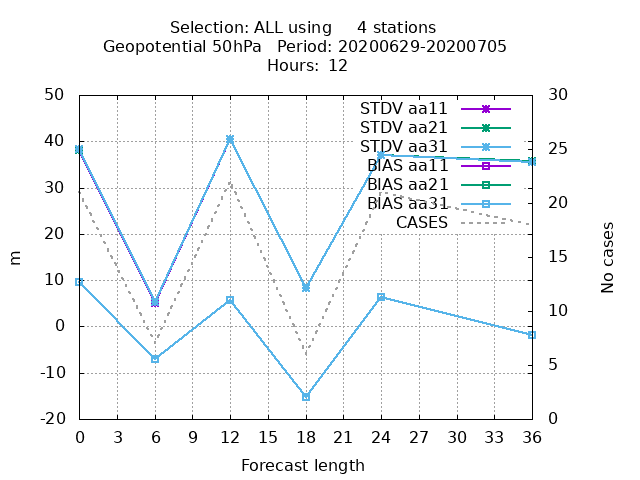 Selection: ALL using     4 stations
Geopotential 50hPa   Period: 20200629-20200705
Hours: 12
50
40
30
20
10
0
-10
-20
m
30
25
20
15
10
5
0
No cases
STDV aa11
STDV aa21
STDV aa31
BIAS aa11
BIAS aa21
BIAS aa31
CASES
0 3 6 9 12 15 18 21 24 27 30 33 36
Forecast length